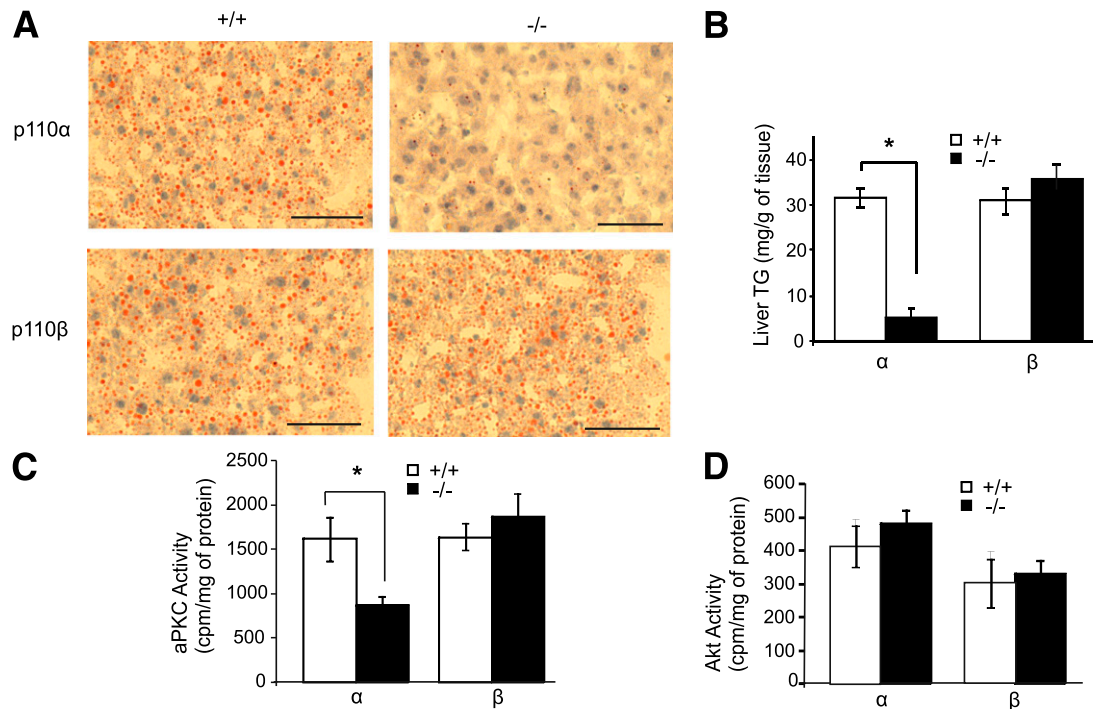 A
+/+
-/-
p110α
p110β
B
Liver TG (mg/g of tissue)
40
30
20
10
0
+/+
-/-
*
α
β
C
aPKC Activity
(cpm/mg of protein)
2500
2000
1500
1000
500
0
*
+/+
-/-
α
β
D
Akt Activity
(cpm/mg of protein)
600
500
400
300
200
100
0
+/+
-/-
α
β